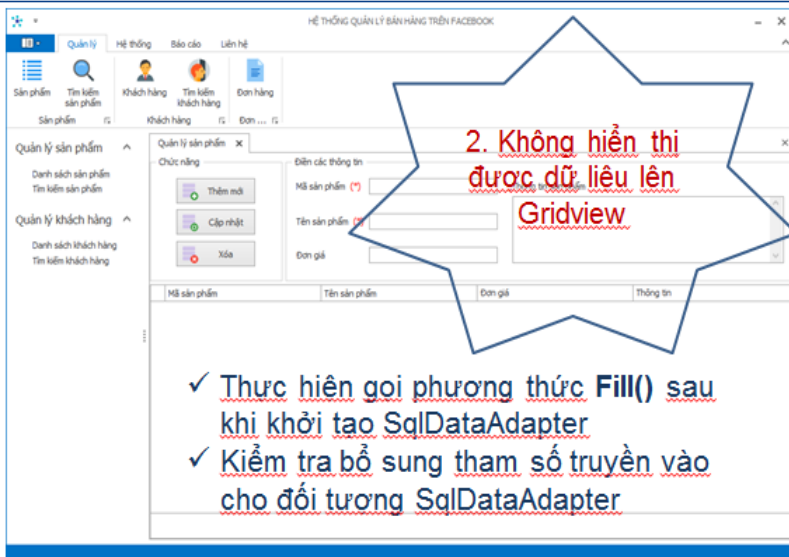 HỆ THỐNG QUẢN LÝ BÁN HÀNG TRÊN FACEBOOK
Quản lý Hệ thống Báo cáo Liên hệ
Sản phẩm Tìm kiếm sản phẩm Khách hàng Tìm kiếm khách hàng Đơn hàng
Sản phẩm Khách hàng Đơn ...
Quản lý sản phẩm
Danh sách sản phẩm
Tìm kiếm sản phẩm
Quản lý khách hàng
Danh sách khách hàng
Tìm kiếm khách hàng
Quản lý sản phẩm x
Chức năng
Thêm mới
Cập nhật
Xóa
Điền các thông tin
Mã sản phẩm (*)
Tên sản phẩm (*)
Đơn giá
2. Không hiển thị
được dữ liệu lên
Gridview
Mã sản phẩm Tên sản phẩm Đơn giá Thông tin
✓ Thực hiện gọi phương thức Fill() sau
khi khởi tạo SqlDataAdapter
✓ Kiểm tra bổ sung tham số truyền vào
cho đối tượng SqlDataAdapter